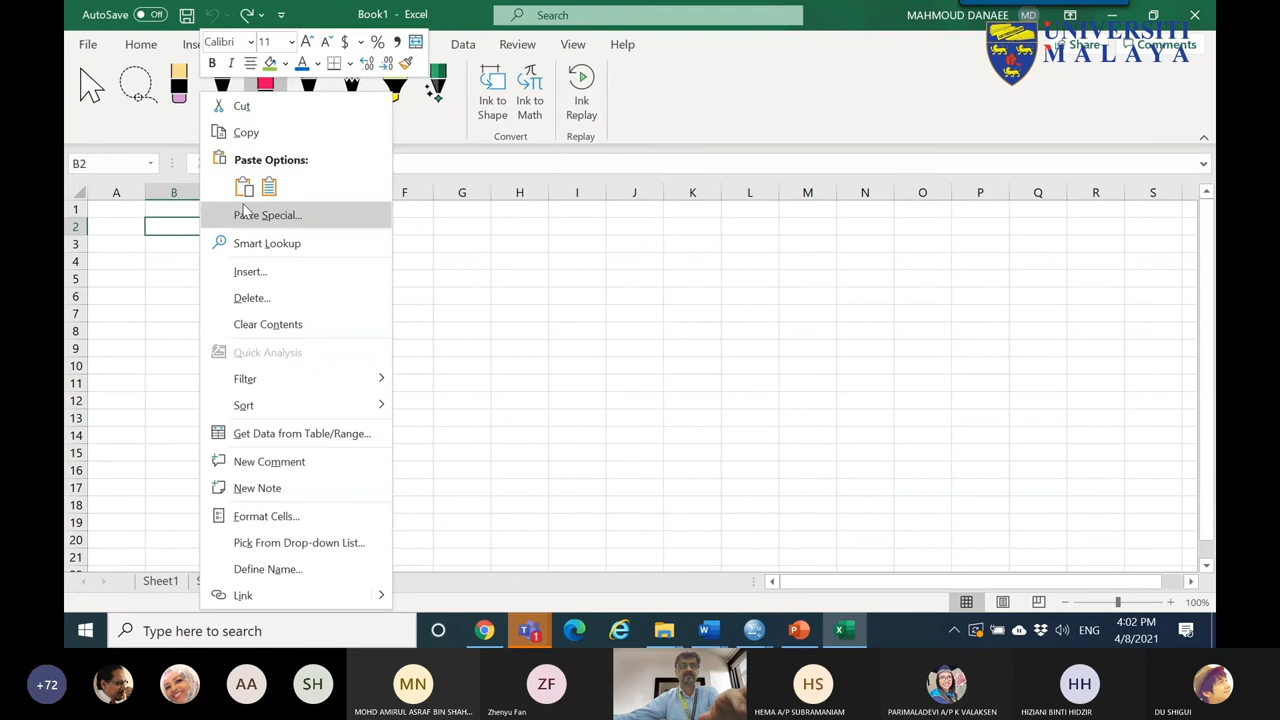 AutoSave Off Book1 - Excel Search MAHMOUD DANAEE MD
File Home Ins Data Review View Help Share Comments
UNIVERSITI MALAYA
Calibri 11 $ %
B I
Cut
Copy
Paste Options:
Paste Special...
Smart Lookup
Insert...
Delete...
Clear Contents
Quick Analysis
Filter
Sort
Get Data from Table/Range...
New Comment
New Note
Format Cells...
Pick From Drop-down List...
Define Name...
Link
Ink to Shape
Ink to Math
Ink Replay
Convert Replay
B2
A B F G H I J K L M N O P Q R S
1
2
3
4
5
6
7
8
9
10
11
12
13
14
15
16
17
18
19
20
21
Sheet1 S
100%
Type here to search
1
ENG 4:02 PM
4/8/2021
+72 AA SH MN ZF HS HH
MOHD AMIRUL ASRAF BIN SHAH... Zhenyu Fan HEMA A/P SUBRAMANIAM PARIMALADEVI A/P K VALAKSEN HIZIANI BINTI HIDZIR DU SHIGUI